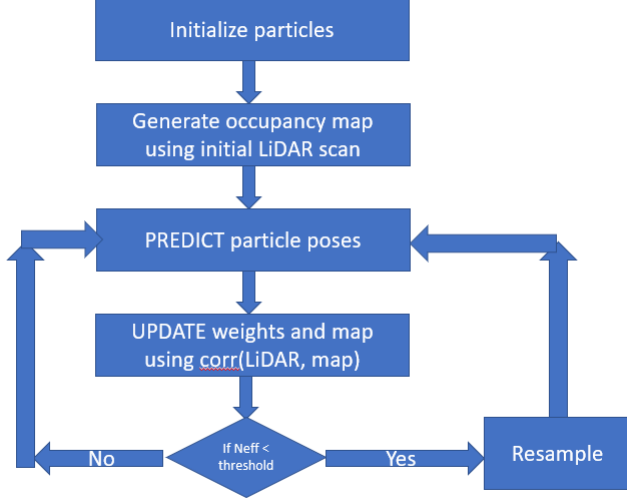 Initialize particles
Generate occupancy map
using initial LiDAR scan
PREDICT particle poses
UPDATE weights and map
using corr(LiDAR, map)
If Neff <
threshold
No
Yes
Resample